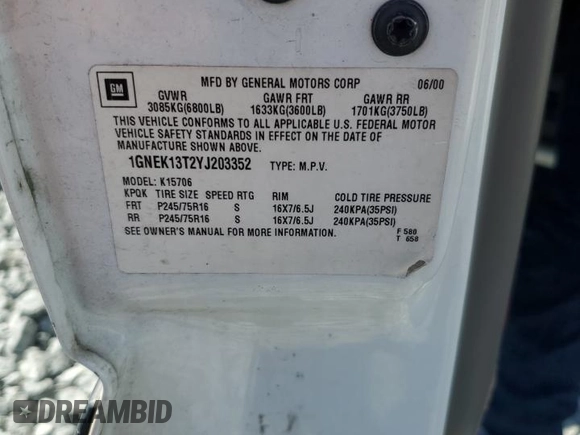 GM
MFD BY GENERAL MOTORS CORP 06/00
GVWR GAWR FRT GAWR RR
3085KG(6800LB) 1633KG(3600LB) 1701KG(3750LB)
THIS VEHICLE CONFORMS TO ALL APPLICABLE U.S. FEDERAL MOTOR
VEHICLE SAFETY STANDARDS IN EFFECT ON THE DATE OF
MANUFACTURE SHOWN ABOVE.
1GNEK13T2YJ203352 TYPE: M.P.V.
MODEL: K15706
KPQK TIRE SIZE SPEED RTG RIM COLD TIRE PRESSURE
FRT P245/75R16 S 16X7/6.5J 240KPA(35PSI)
RR P245/75R16 S 16X7/6.5J 240KPA(35PSI)
SEE OWNER'S MANUAL FOR MORE INFORMATION. F 580
T 650
DREAMBID